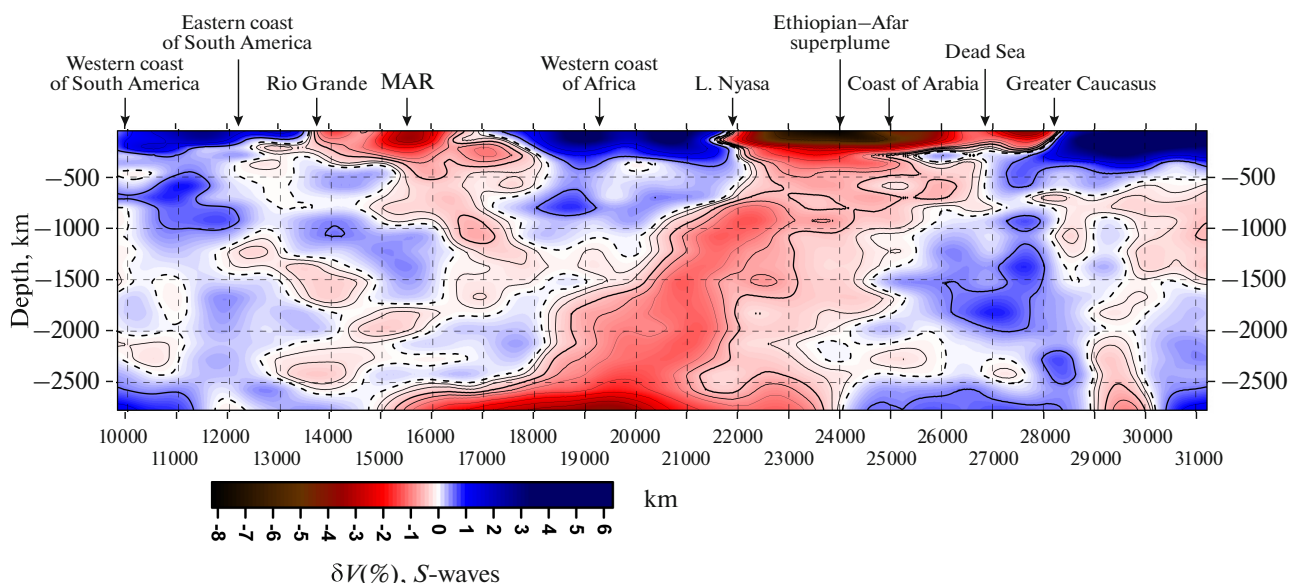 Eastern coast
of South America
Ethiopian—Afar
superplume
Western coast
of South America
Rio Grande
MAR
Western coast
of Africa
L. Nyasa
Coast of Arabia
Dead Sea
Greater Caucasus
Depth, km
—500
—1000
—1500
—2000
—2500
—500
—1000
—1500
—2000
—2500
10000 12000 14000 16000 18000 20000 22000 24000 26000 28000 30000
11000 13000 15000 17000 19000 21000 23000 25000 27000 29000 31000
km
-8 -7 -6 -5 -4 -3 -2 -1 0 1 2 3 4 5 6
δV(%), S-waves